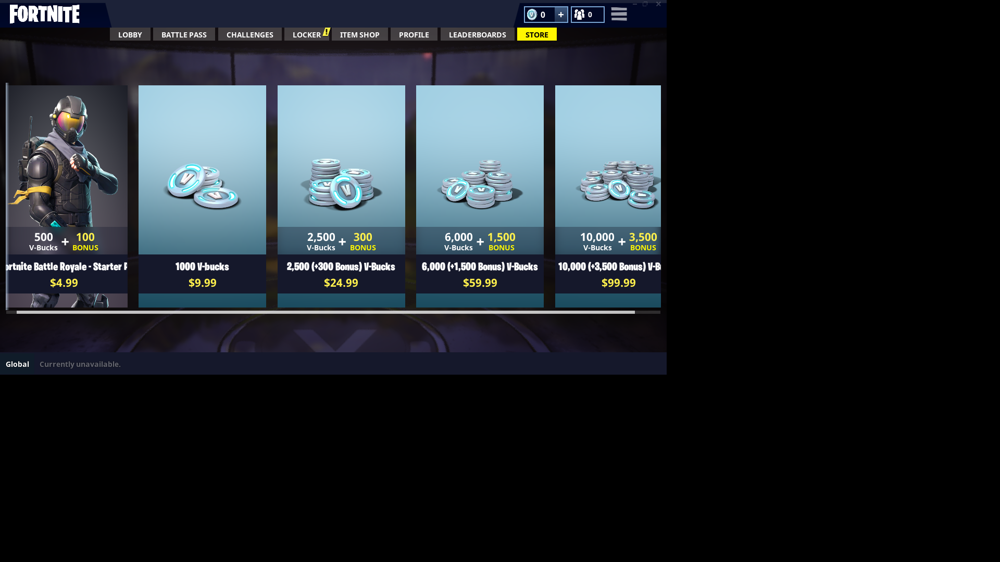 FORTNITE
0 +
0
LOBBY
BATTLE PASS
CHALLENGES
LOCKER !
ITEM SHOP
PROFILE
LEADERBOARDS
STORE
500 + 100
V-Bucks BONUS
ortnite Battle Royale - Starter P
$4.99
1000 V-bucks
$9.99
2,500 + 300
V-Bucks BONUS
2,500 (+300 Bonus) V-Bucks
$24.99
6,000 + 1,500
V-Bucks BONUS
6,000 (+1,500 Bonus) V-Bucks
$59.99
10,000 + 3,500
V-Bucks BONUS
10,000 (+3,500 Bonus) V-B
$99.99
Global Currently unavailable.